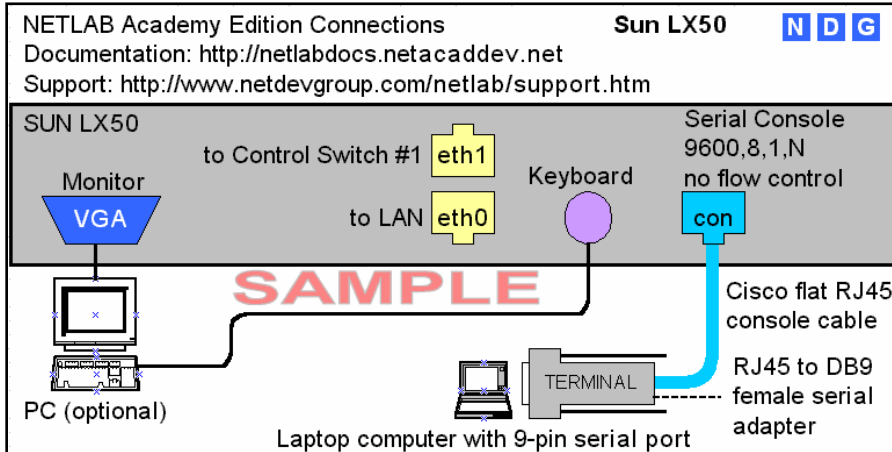 NETLAB Academy Edition Connections
Sun LX50
N D G
Documentation: http://netlabdocs.netacaddev.net
Support: http://www.netdevgroup.com/netlab/support.htm
SUN LX50
Serial Console
9600,8,1,N
no flow control
to Control Switch #1
eth1
Monitor
Keyboard
VGA
to LAN
eth0
con
SAMPLE
Cisco flat RJ45
console cable
TERMINAL
RJ45 to DB9
female serial
adapter
PC (optional)
Laptop computer with 9-pin serial port